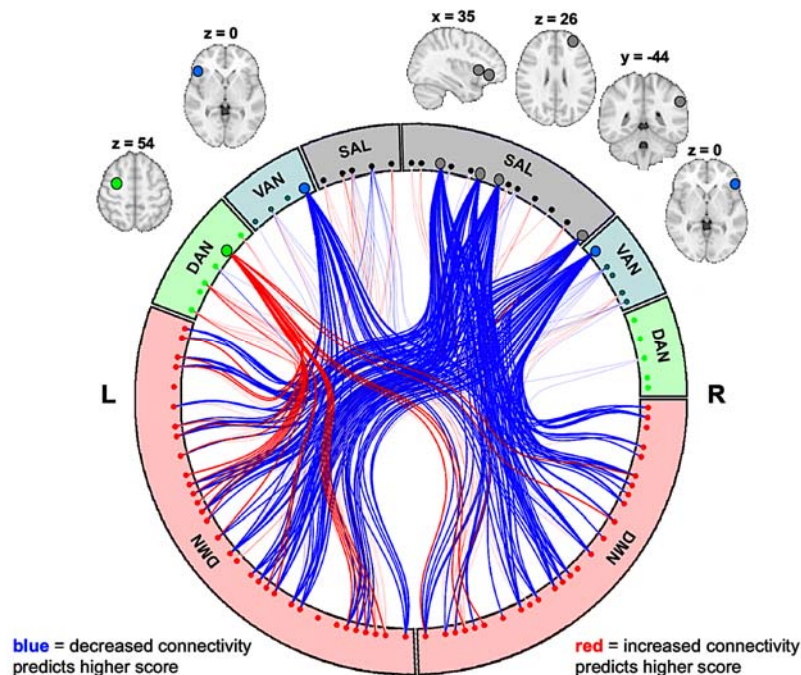 x = 35
z = 26
z = 0
y = -44
z = 54
z = 0
SAL
SAL
VAN
VAN
DAN
DAN
L
R
DMN
DMN
blue = decreased connectivity
predicts higher score
red = increased connectivity
predicts higher score